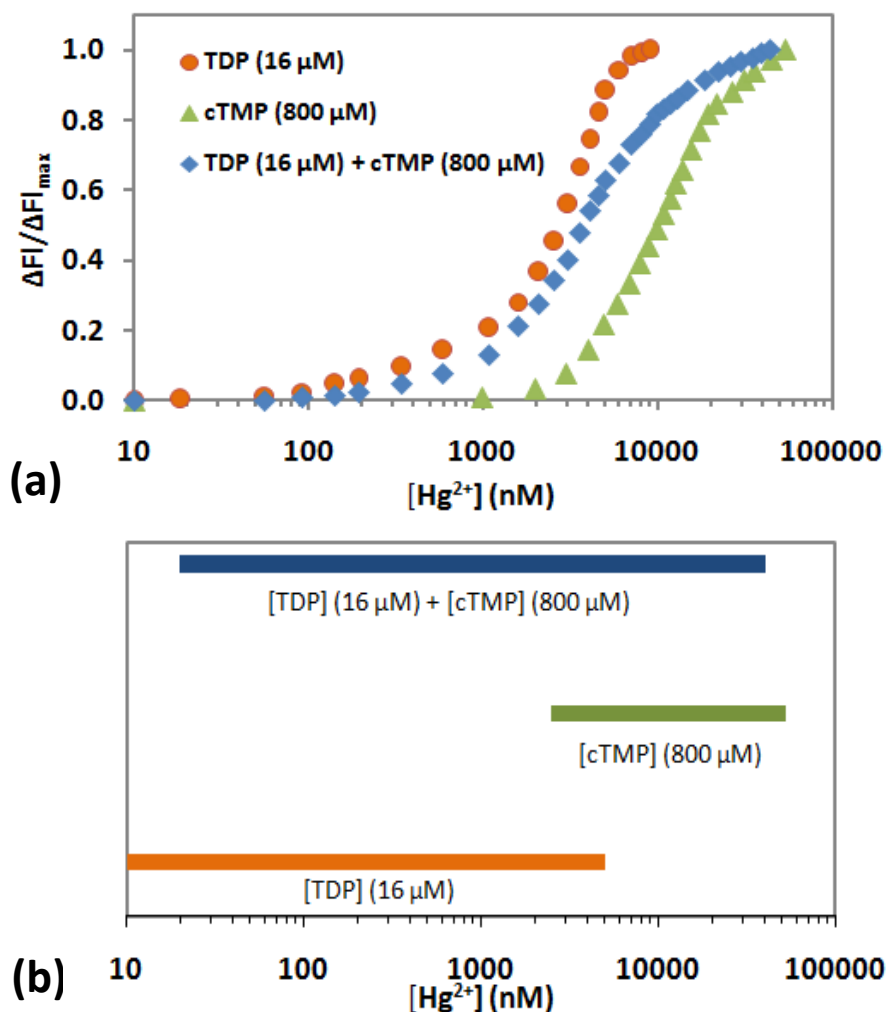 1.0
0.8
0.6
0.4
0.2
0.0
ΔFI/ΔFI_max
TDP (16 µM)
cTMP (800 µM)
TDP (16 µM) + cTMP (800 µM)
10 100 1000 10000 100000
(a)
[Hg²⁺] (nM)
[TDP] (16 µM) + [cTMP] (800 µM)
[cTMP] (800 µM)
[TDP] (16 µM)
10 100 1000 10000 100000
(b)
[Hg²⁺] (nM)